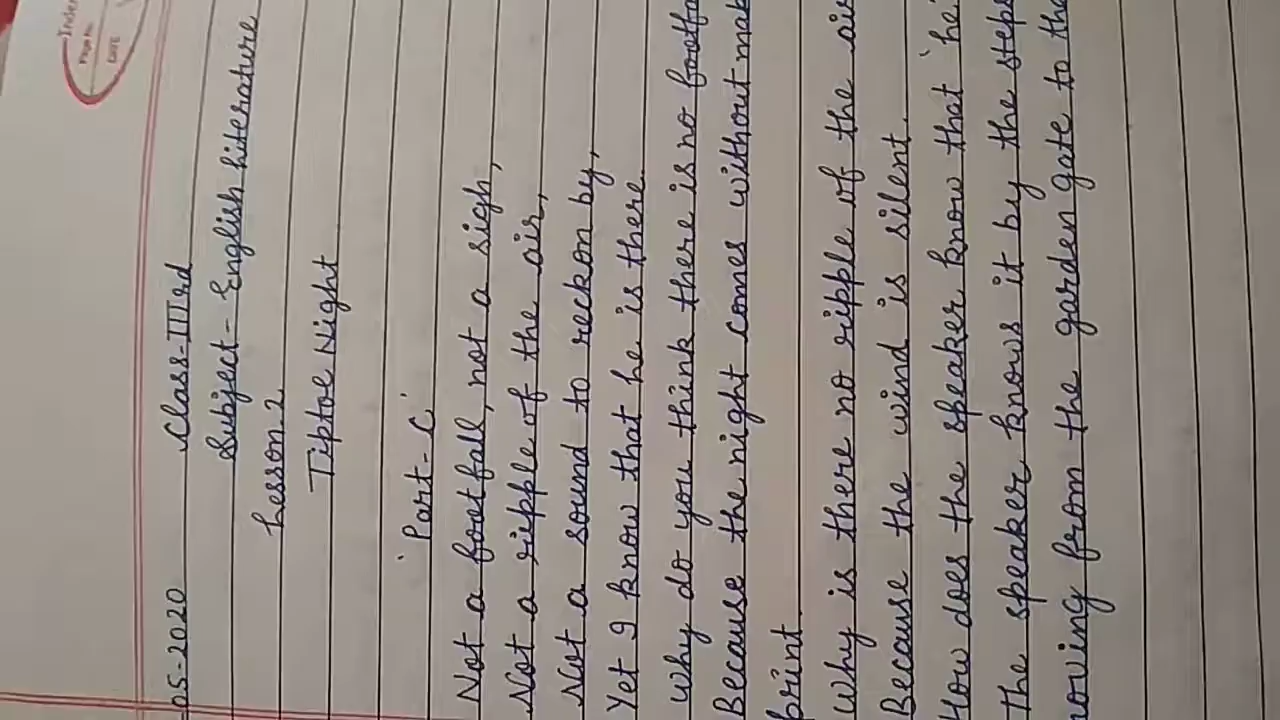 Index
Page No.
DATE
05-2020 Class-IIIrd
Subject- English Literature
Lesson 2
Tiptoe Night
'Part-C'
Not a footfall, not a sigh,
Not a ripple of the air,
Not a sound to reckon by,
Yet I know that he is there.
Why do you think there is no footfa
Because the night comes without mak
print.
Why is there no ripple of the air
Because the wind is silent.
How does the speaker know that 'he
The speaker knows it by the steps
moving from the garden gate to the